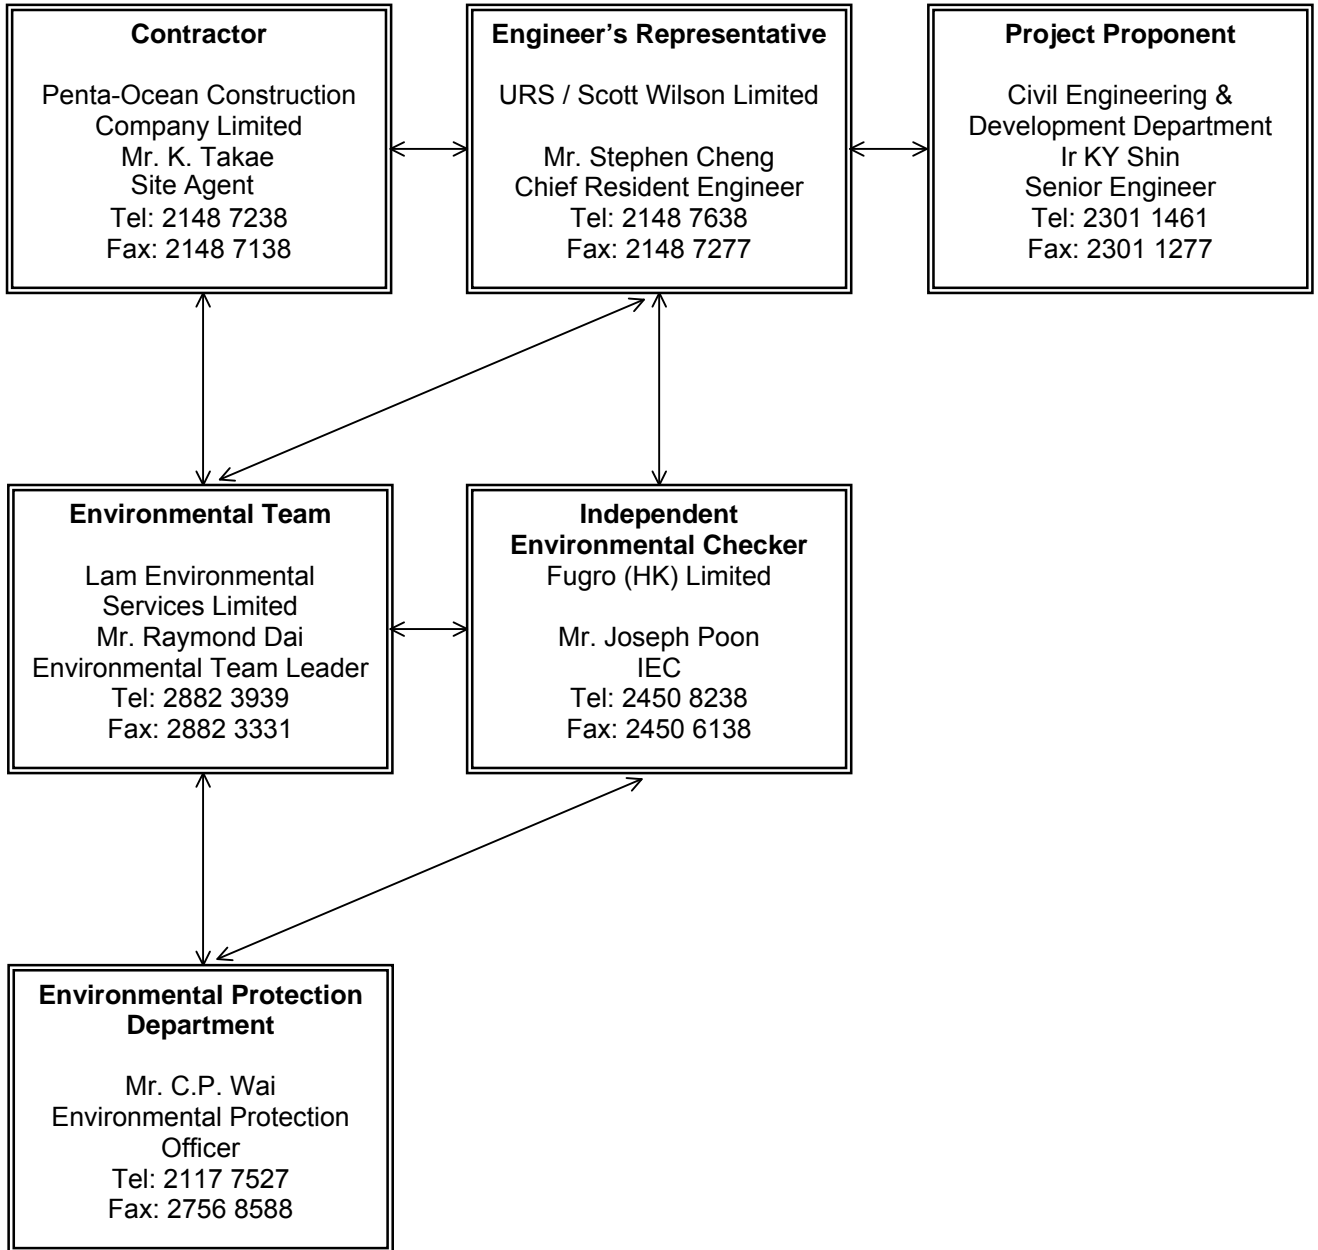 Contractor
Penta-Ocean Construction
Company Limited
Mr. K. Takae
Site Agent
Tel: 2148 7238
Fax: 2148 7138
Engineer's Representative
URS / Scott Wilson Limited
Mr. Stephen Cheng
Chief Resident Engineer
Tel: 2148 7638
Fax: 2148 7277
Project Proponent
Civil Engineering &
Development Department
Ir KY Shin
Senior Engineer
Tel: 2301 1461
Fax: 2301 1277
Environmental Team
Lam Environmental
Services Limited
Mr. Raymond Dai
Environmental Team Leader
Tel: 2882 3939
Fax: 2882 3331
Independent
Environmental Checker
Fugro (HK) Limited
Mr. Joseph Poon
IEC
Tel: 2450 8238
Fax: 2450 6138
Environmental Protection
Department
Mr. C.P. Wai
Environmental Protection
Officer
Tel: 2117 7527
Fax: 2756 8588